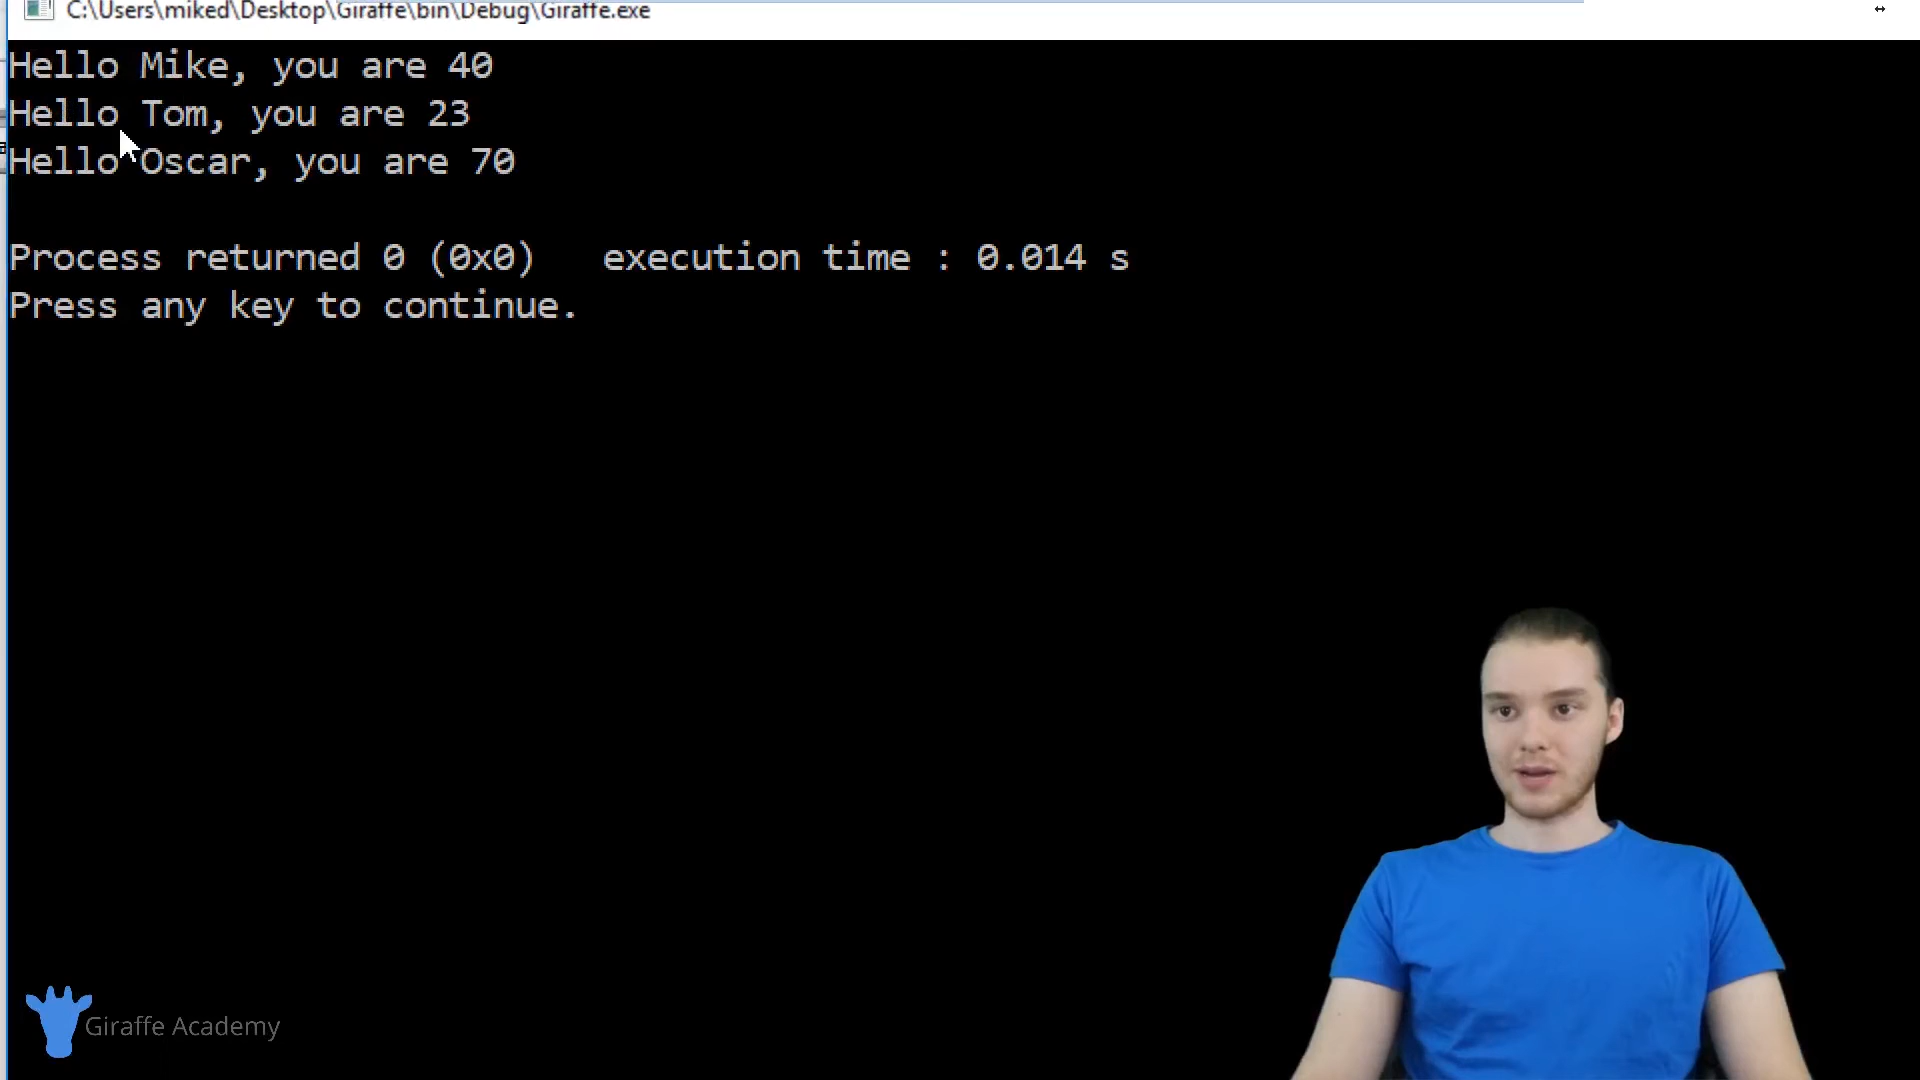 C:\Users\miked\Desktop\Giraffe\bin\Debug\Giraffe.exe
Hello Mike, you are 40
Hello Tom, you are 23
Hello Oscar, you are 70
Process returned 0 (0x0)   execution time : 0.014 s
Press any key to continue.
Giraffe Academy